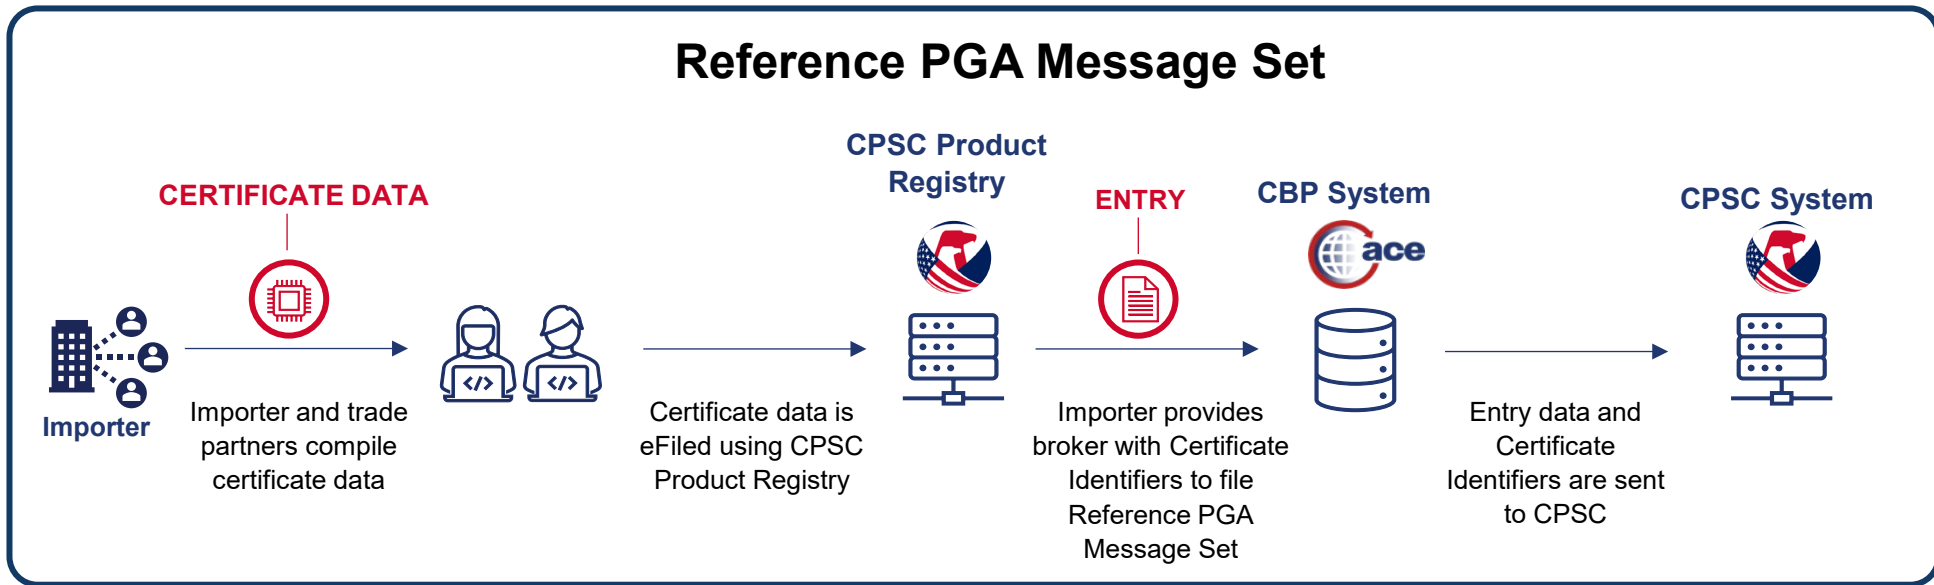 Reference PGA Message Set
CERTIFICATE DATA
Importer
Importer and trade
partners compile
certificate data
</>
</>
Certificate data is
eFiled using CPSC
Product Registry
CPSC Product
Registry
ENTRY
Importer provides
broker with Certificate
Identifiers to file
Reference PGA
Message Set
CBP System
ace
Entry data and
Certificate
Identifiers are sent
to CPSC
CPSC System